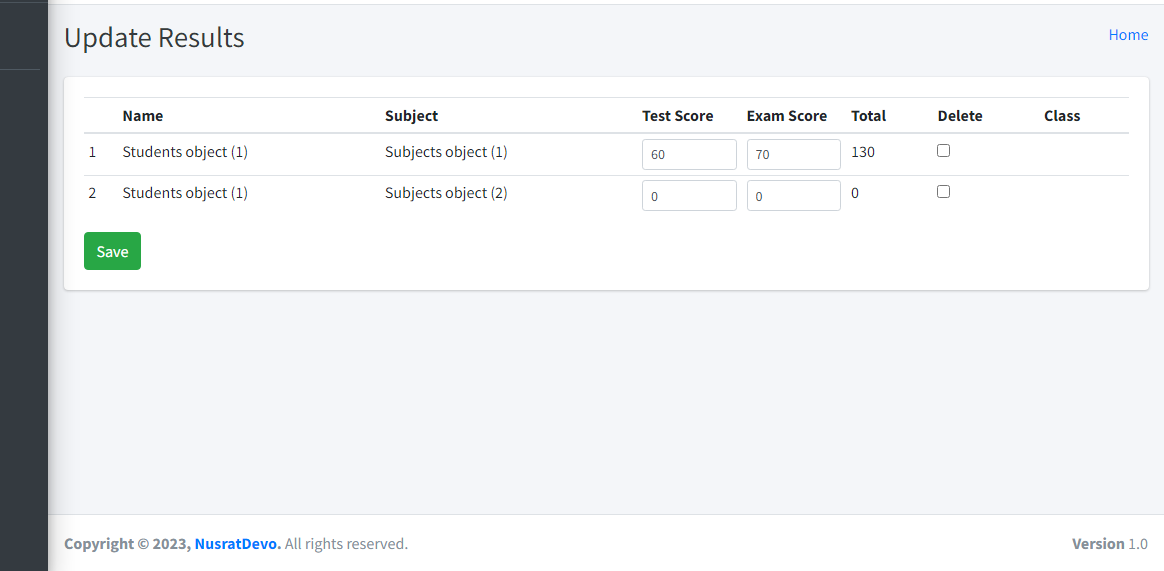 Update Results
Home
Name Subject Test Score Exam Score Total Delete Class
1 Students object (1) Subjects object (1) 60 70 130
2 Students object (1) Subjects object (2) 0 0 0
Save
Copyright © 2023, NusratDevo. All rights reserved.
Version 1.0